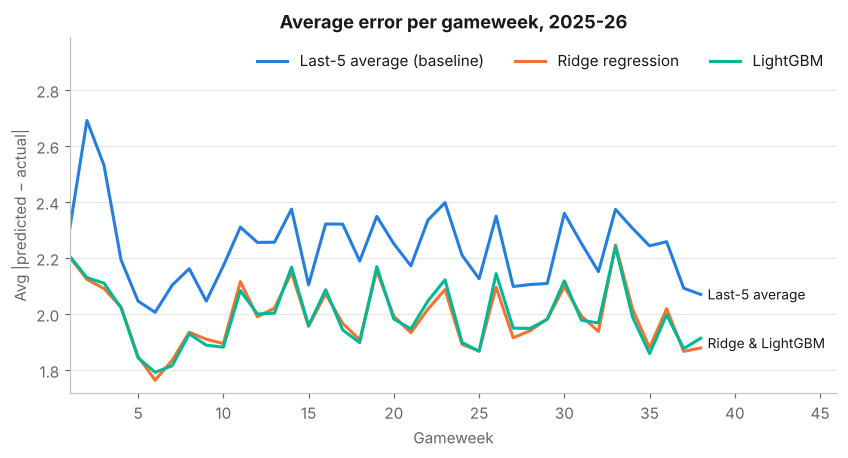 Average error per gameweek, 2025-26
Last-5 average (baseline) Ridge regression LightGBM
Avg |predicted − actual|
2.8
2.6
2.4
2.2
2.0
1.8
Last-5 average
Ridge & LightGBM
5 10 15 20 25 30 35 40 45
Gameweek